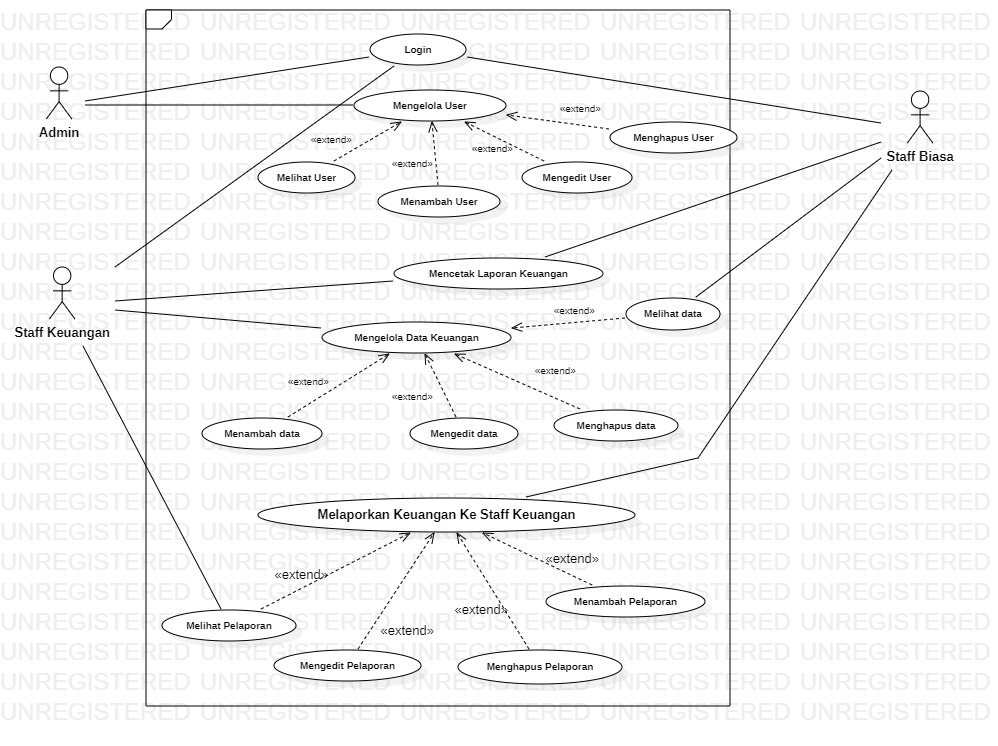 UNREGISTERED UNREGISTERED UNREGISTERED UNREGISTERED UNREGISTERED
Login
Admin
Mengelola User
«extend»
Menghapus User
Staff Biasa
«extend»
«extend»
«extend»
Melihat User
Mengedit User
Menambah User
Mencetak Laporan Keuangan
Staff Keuangan
Melihat data
«extend»
Mengelola Data Keuangan
«extend»
«extend»
«extend»
Menambah data
Mengedit data
Menghapus data
Melaporkan Keuangan Ke Staff Keuangan
«extend»
«extend»
«extend»
«extend»
Menambah Pelaporan
Melihat Pelaporan
Mengedit Pelaporan
Menghapus Pelaporan